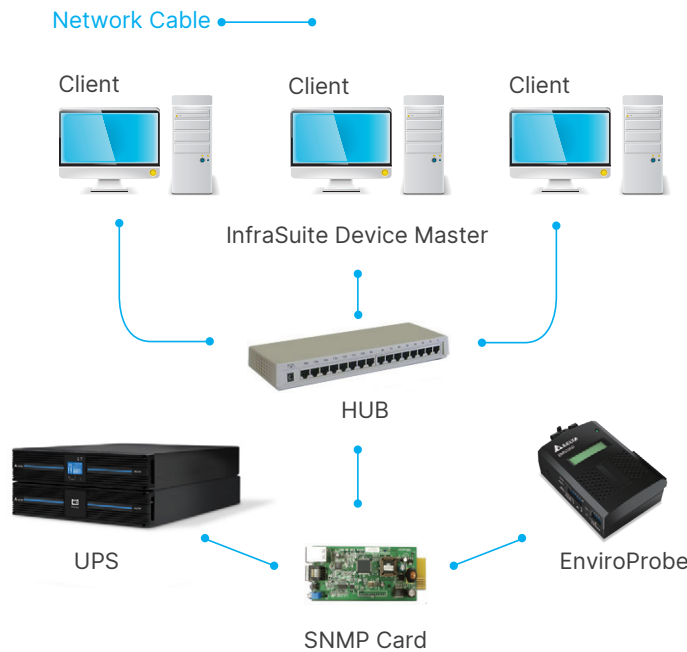 Network Cable
Client
Client
Client
InfraSuite Device Master
HUB
UPS
EnviroProbe
SNMP Card